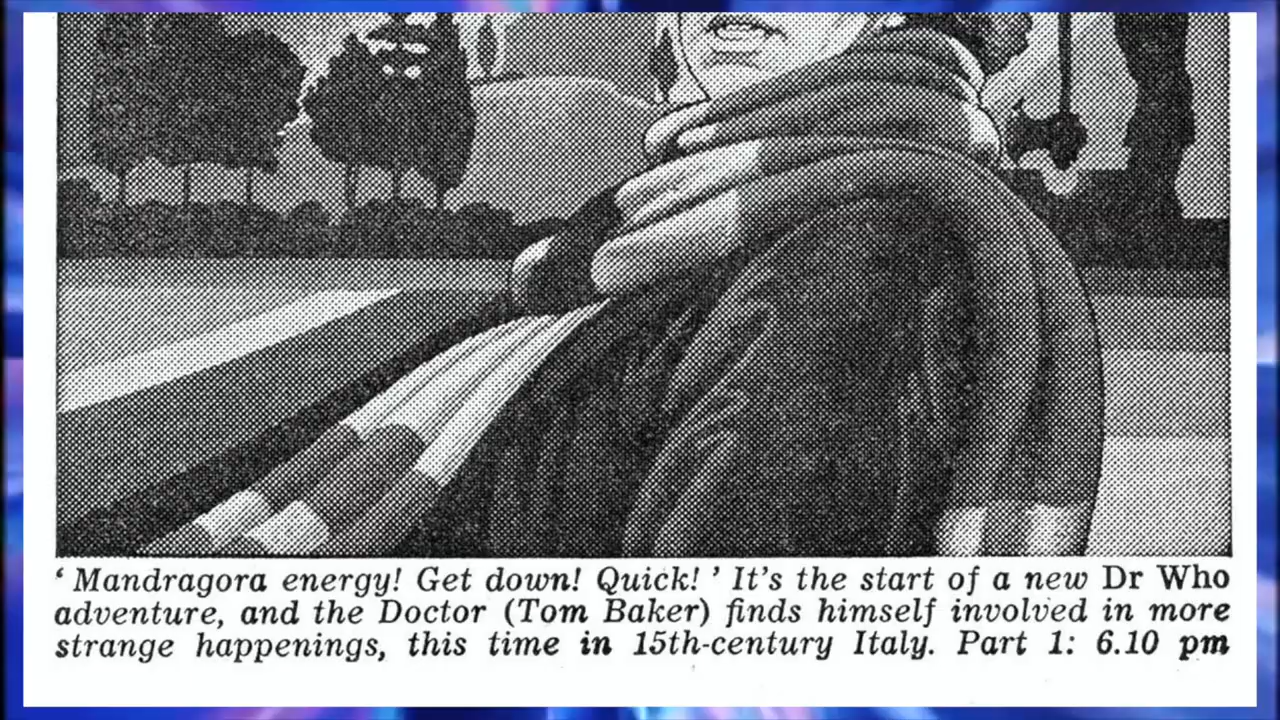 ‘ Mandragora energy! Get down! Quick! ’ It’s the start of a new Dr Who
adventure, and the Doctor (Tom Baker) finds himself involved in more
strange happenings, this time in 15th-century Italy. Part 1: 6.10 pm